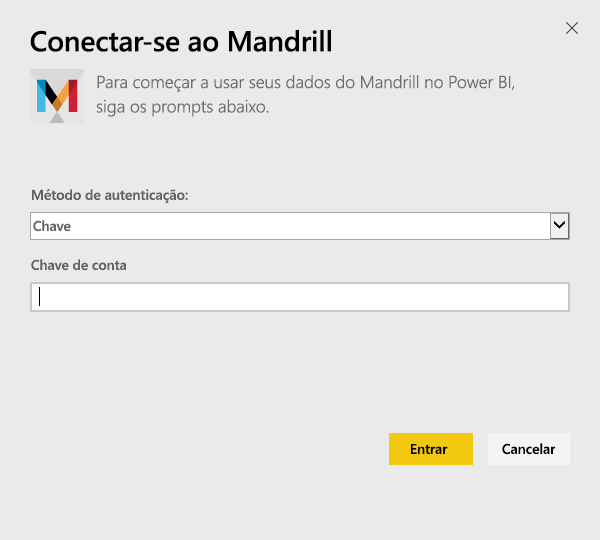 Conectar-se ao Mandrill
Para começar a usar seus dados do Mandrill no Power BI,
siga os prompts abaixo.
Método de autenticação:
Chave
Chave de conta
Entrar
Cancelar